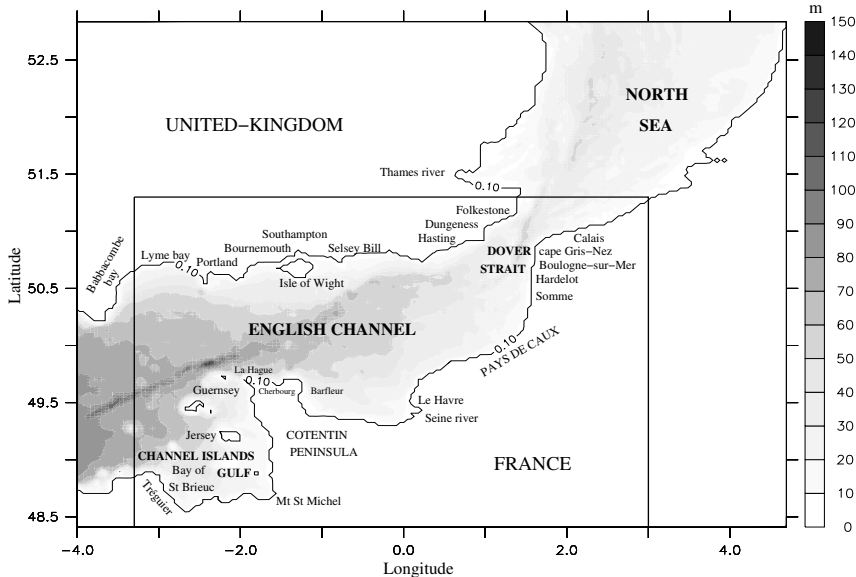 m
150
140
130
120
110
100
90
80
70
60
50
40
30
20
10
0
52.5
51.5
50.5
49.5
48.5
Latitude
−4.0
−2.0
0.0
2.0
4.0
Longitude
NORTH
SEA
UNITED−KINGDOM
Thames river
0.10
Folkestone
Dungeness
Hasting
Southampton
Bournemouth
Selsey Bill
Lyme bay
Portland
0.10
Babbacombe
bay
Isle of Wight
DOVER
STRAIT
Calais
cape Gris−Nez
Boulogne−sur−Mer
Hardelot
Somme
ENGLISH CHANNEL
0.10
PAYS DE CAUX
La Hague
0.10
Cherbourg
Barfleur
Guernsey
Le Havre
Seine river
Jersey
COTENTIN
PENINSULA
CHANNEL ISLANDS
GULF
Bay of
St Brieuc
Tréguier
Mt St Michel
FRANCE